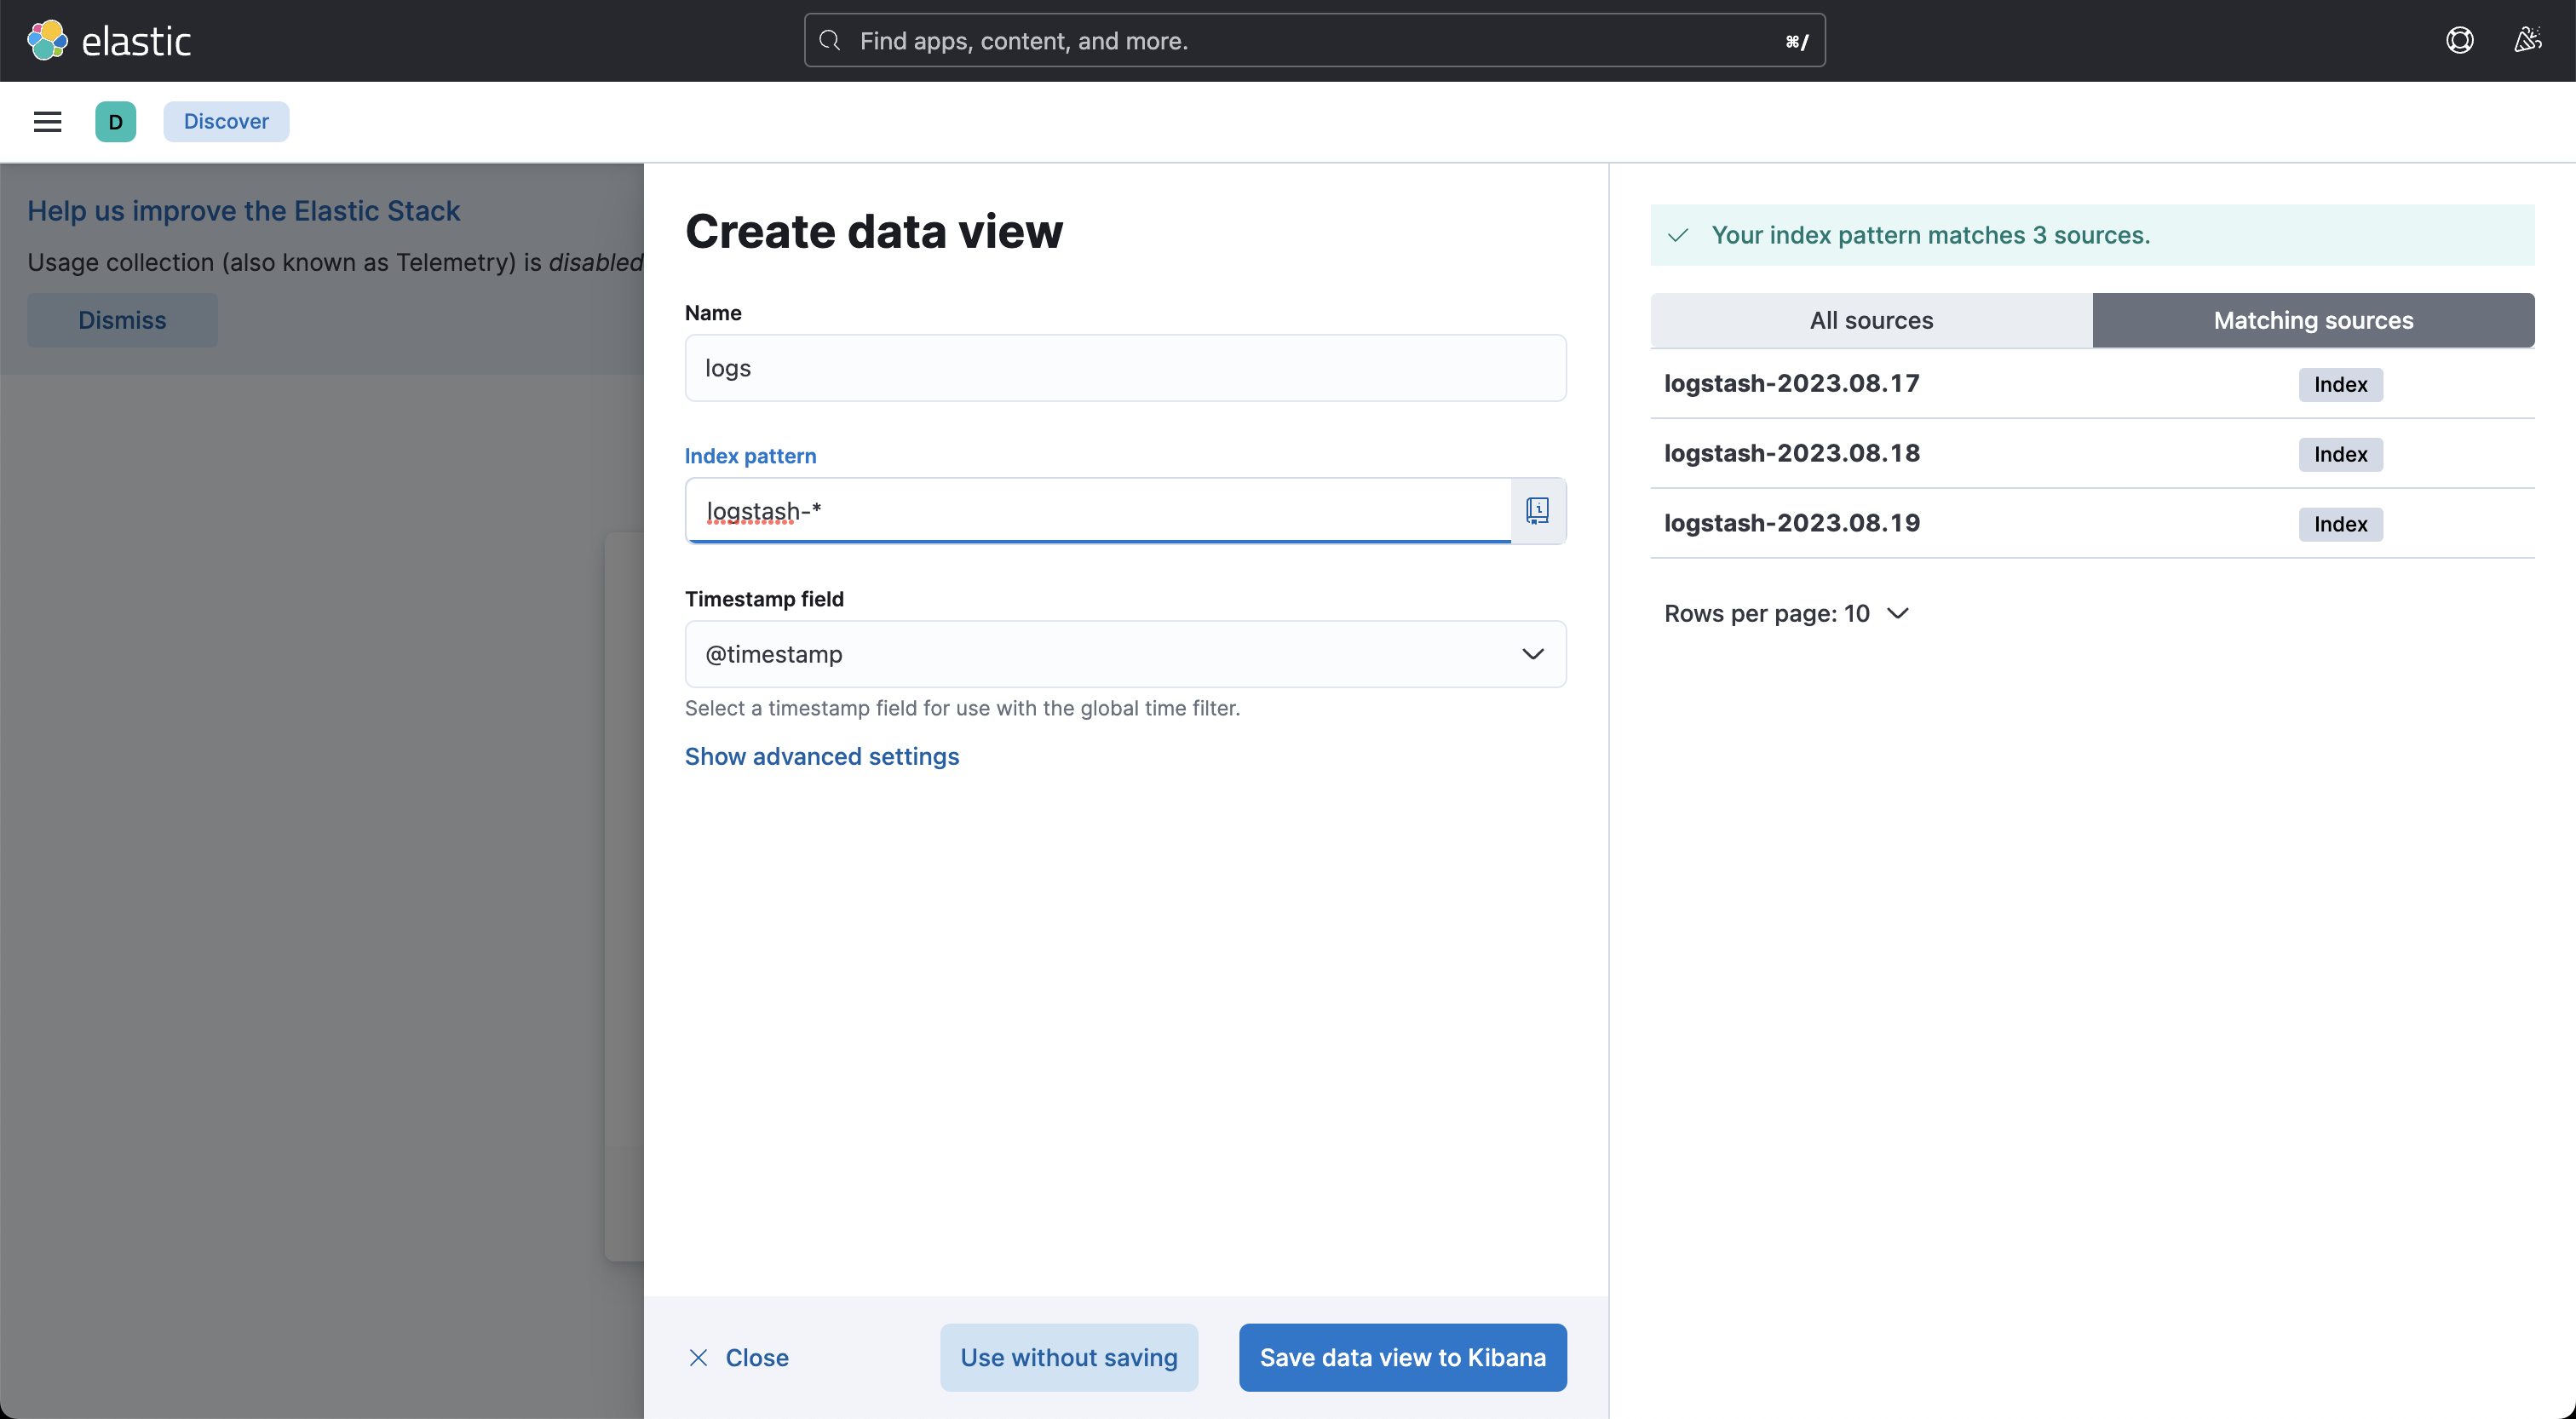 elastic
Find apps, content, and more.
⌘/
D
Discover
Help us improve the Elastic Stack
Usage collection (also known as Telemetry) is disabled
Dismiss
Create data view
Name
logs
Index pattern
logstash-*
Timestamp field
@timestamp
Select a timestamp field for use with the global time filter.
Show advanced settings
Close
Use without saving
Save data view to Kibana
Your index pattern matches 3 sources.
All sources
Matching sources
logstash-2023.08.17 Index
logstash-2023.08.18 Index
logstash-2023.08.19 Index
Rows per page: 10